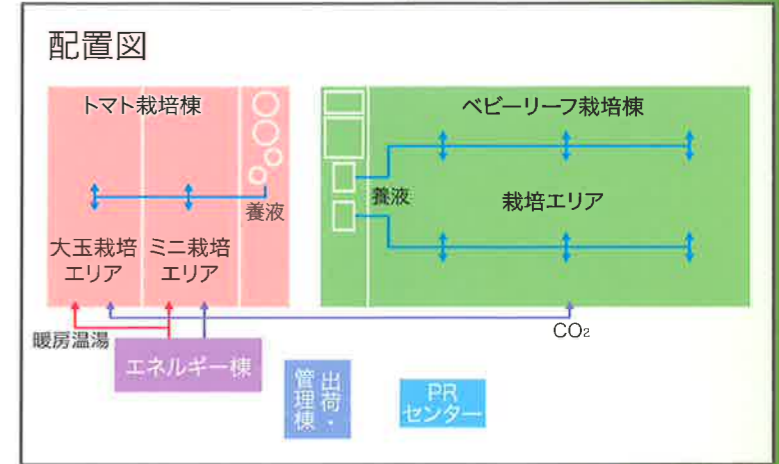 配置図
トマト栽培棟
ベビーリーフ栽培棟
養液
養液
栽培エリア
大玉栽培
エリア
ミニ栽培
エリア
暖房温湯
CO₂
エネルギー棟
出荷・
管理棟
PR
センター